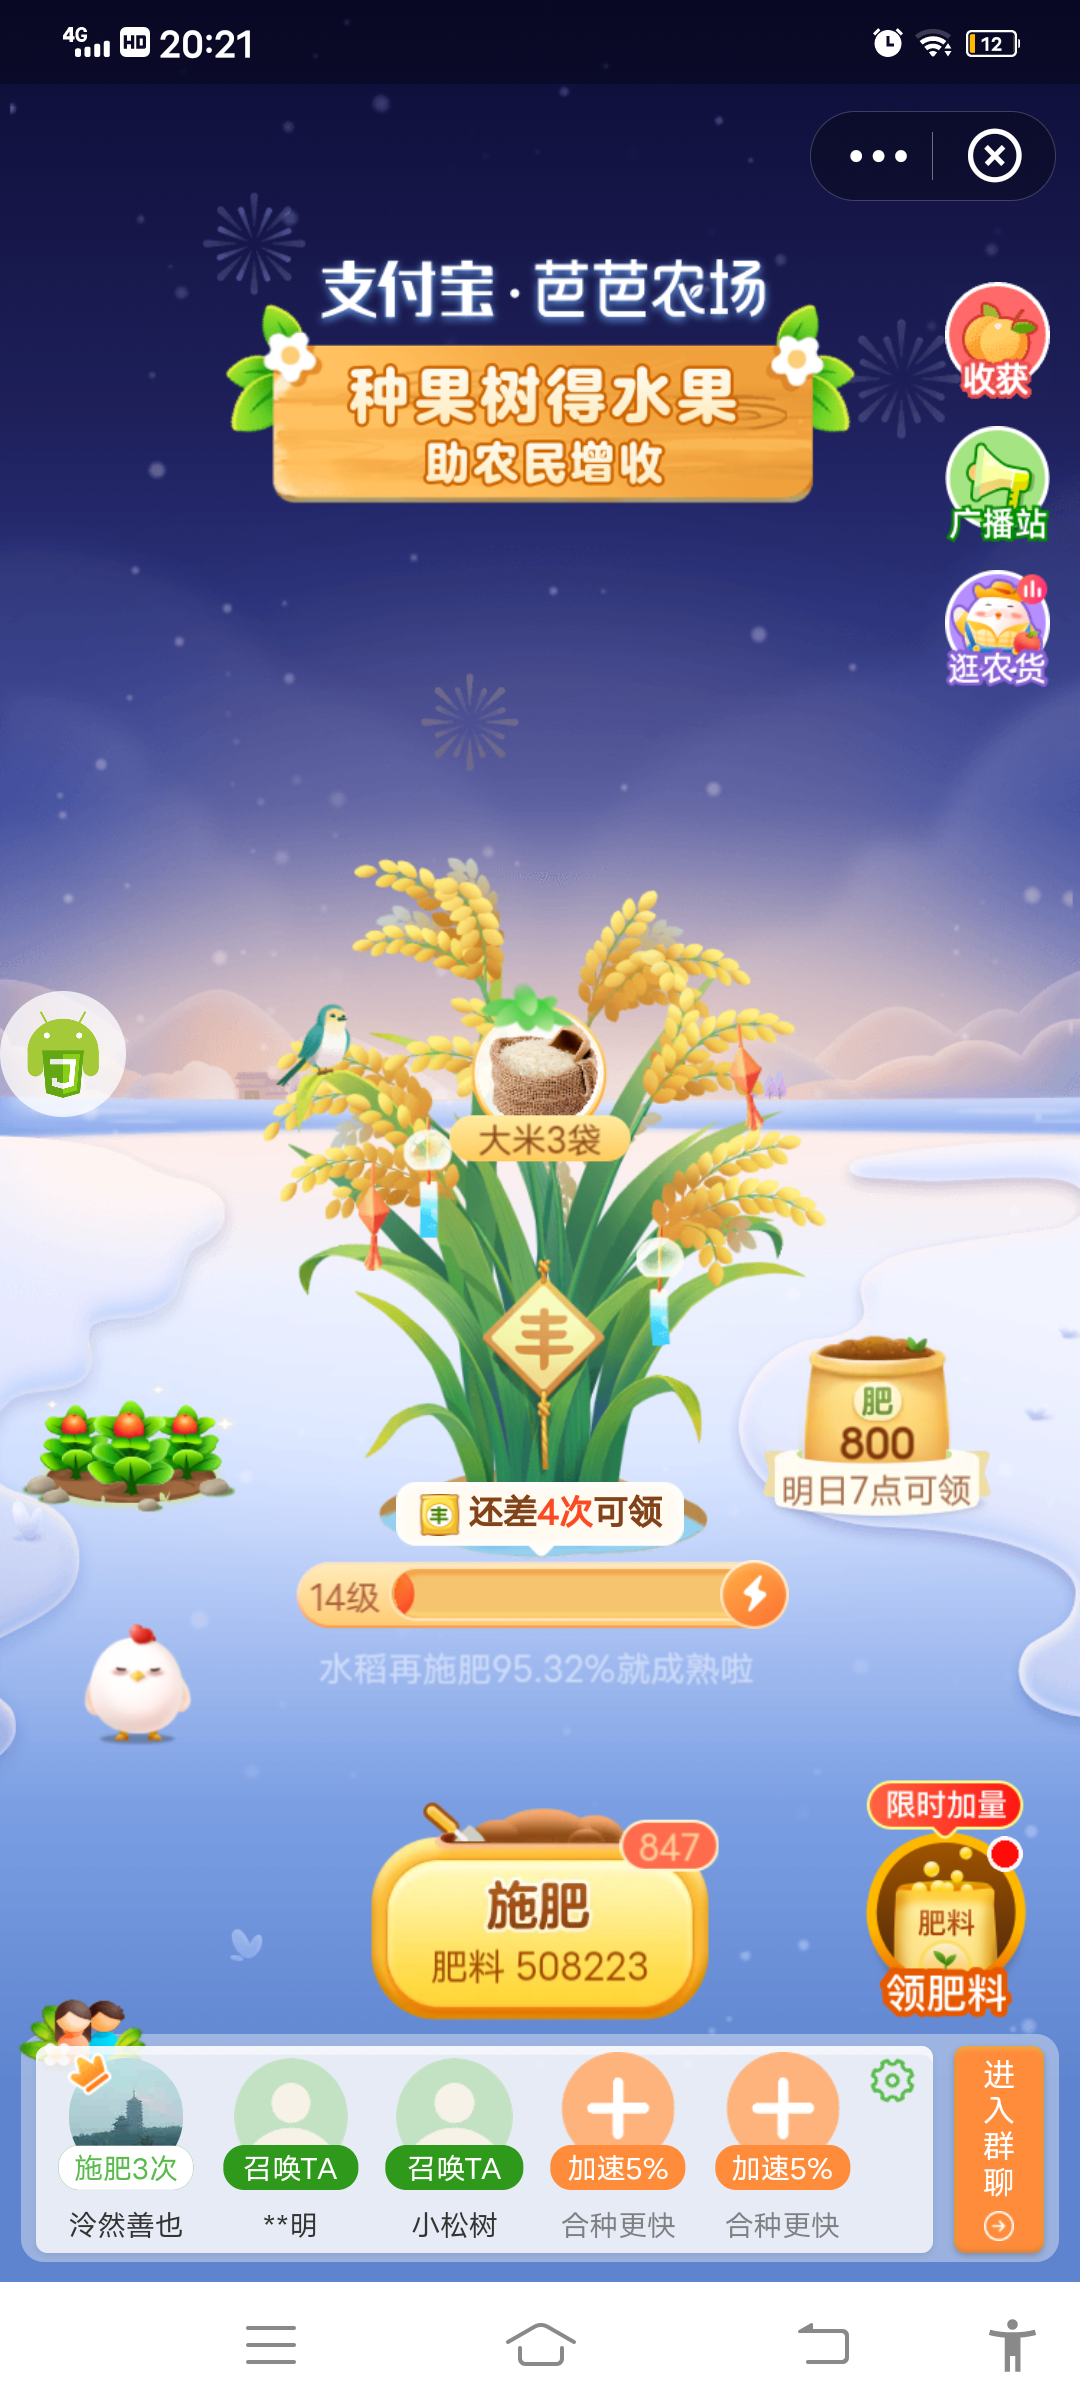 4G HD 20:21
12
支付宝·芭芭农场
种果树得水果
助农民增收
收获
广播站
逛农货
大米3袋
丰
肥
800
明日7点可领
丰 还差4次可领
14级
水稻再施肥95.32%就成熟啦
限时加量
847
施肥
肥料 508223
肥料
领肥料
施肥3次
召唤TA
召唤TA
加速5%
加速5%
泠然善也
**明
小松树
合种更快
合种更快
进入群聊